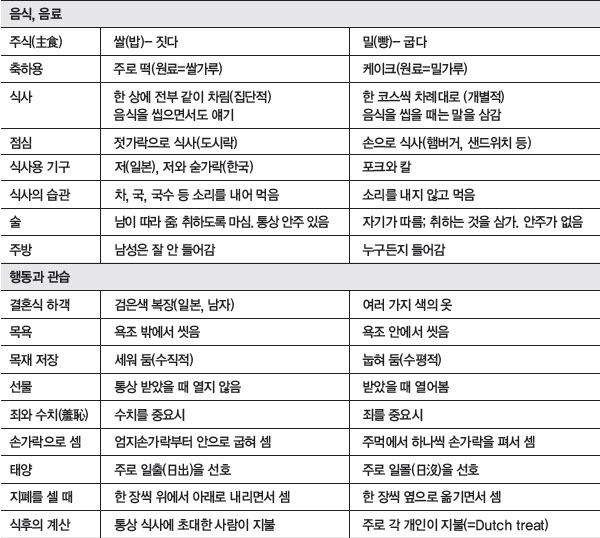 음식, 음료
주식(主食) 쌀(밥)– 짓다 밀(빵)– 굽다
축하용 주로 떡(원료=쌀가루) 케이크(원료=밀가루)
식사 한 상에 전부 같이 차림(집단적) 한 코스씩 차례대로 (개별적)
음식을 씹으면서도 얘기 음식을 씹을 때는 말을 삼감
점심 젓가락으로 식사(도시락) 손으로 식사(햄버거, 샌드위치 등)
식사용 기구 저(일본), 저와 숟가락(한국) 포크와 칼
식사의 습관 차, 국, 국수 등 소리를 내어 먹음 소리를 내지 않고 먹음
술 남이 따라 줌; 취하도록 마심. 통상 안주 있음 자기가 따름; 취하는 것을 삼가. 안주가 없음
주방 남성은 잘 안 들어감 누구든지 들어감
행동과 관습
결혼식 하객 검은색 복장(일본, 남자) 여러 가지 색의 옷
목욕 욕조 밖에서 씻음 욕조 안에서 씻음
목재 저장 세워 둠(수직적) 눕혀 둠(수평적)
선물 통상 받았을 때 열지 않음 받았을 때 열어봄
죄와 수치(羞恥) 수치를 중요시 죄를 중요시
손가락으로 셈 엄지손가락부터 안으로 굽혀 셈 주먹에서 하나씩 손가락을 펴서 셈
태양 주로 일출(日出)을 선호 주로 일몰(日沒)을 선호
지폐를 셀 때 한 장씩 위에서 아래로 내리면서 셈 한 장씩 옆으로 옮기면서 셈
식후의 계산 통상 식사에 초대한 사람이 지불 주로 각 개인이 지불(=Dutch treat)